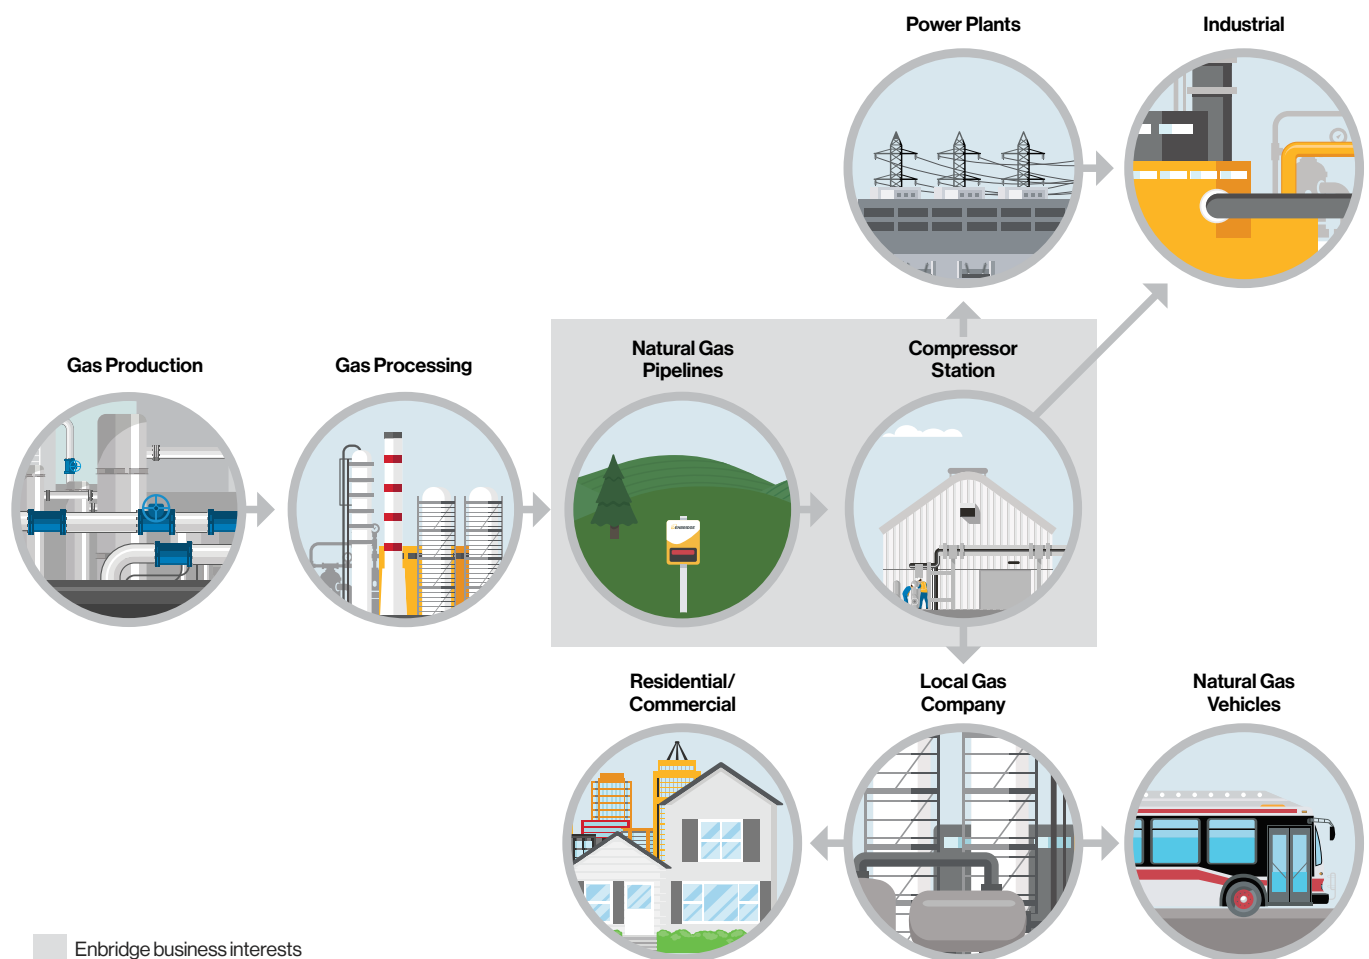 Power Plants
Industrial
Gas Production
Gas Processing
Natural Gas
Pipelines
Compressor
Station
ENBRIDGE
Residential/
Commercial
Local Gas
Company
Natural Gas
Vehicles
Enbridge business interests